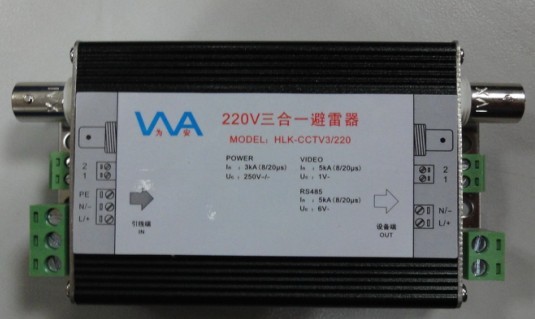 WA
为安
220V三合一避雷器
MODEL: HLK-CCTV3/220
POWER
In : 3kA (8/20μs)
Uc : 250V~/-
VIDEO
In : 5kA (8/20μs)
Uc : 1V-
RS485
In : 5kA (8/20μs)
Uc : 6V-
2
1
PE
N/-
L/+
引线端
IN
2
1
N/-
L/+
设备端
OUT